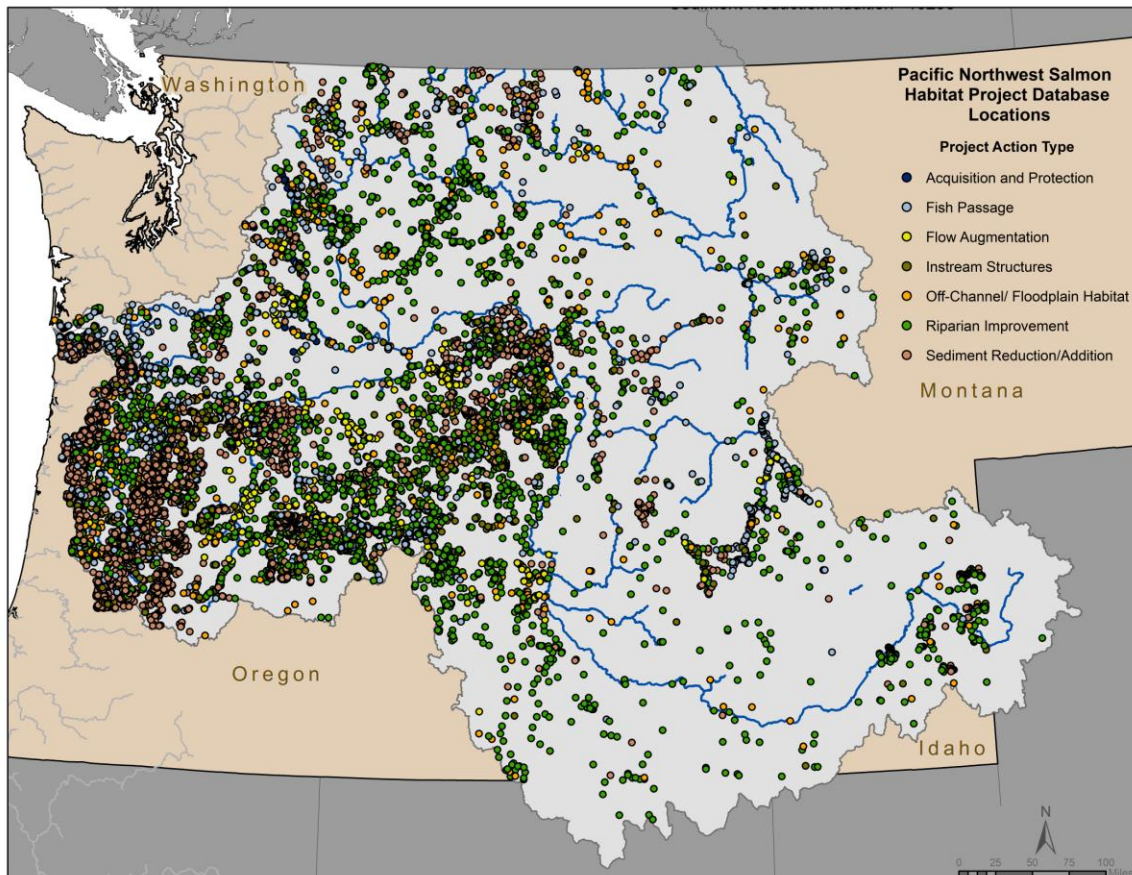 Washington
Pacific Northwest Salmon
Habitat Project Database
Locations
Project Action Type
Acquisition and Protection
Fish Passage
Flow Augmentation
Instream Structures
Off-Channel/ Floodplain Habitat
Riparian Improvement
Sediment Reduction/Addition
Montana
Oregon
Idaho
N
0 25 50 75 100
Miles